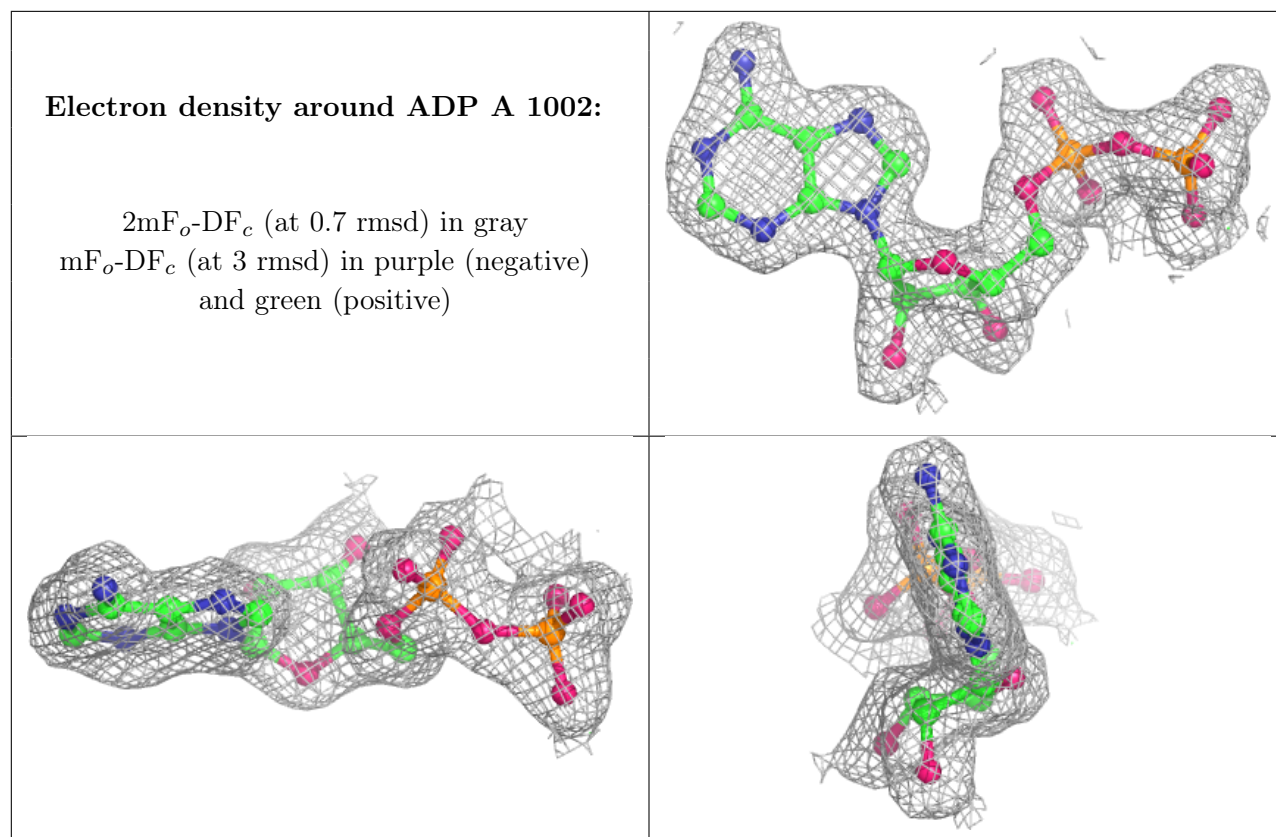 Electron density around ADP A 1002:
2mFo-DFc (at 0.7 rmsd) in gray
mFo-DFc (at 3 rmsd) in purple (negative)
and green (positive)